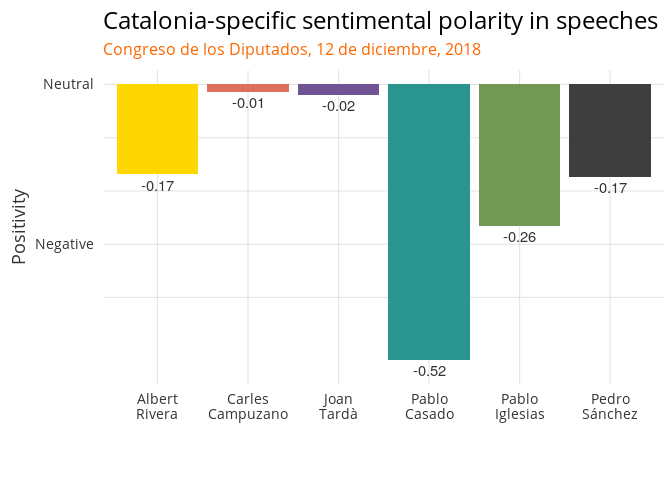 Catalonia-specific sentimental polarity in speeches
Congreso de los Diputados, 12 de diciembre, 2018
Positivity
Neutral
Negative
-0.17
-0.01
-0.02
-0.52
-0.26
-0.17
Albert
Rivera
Carles
Campuzano
Joan
Tardà
Pablo
Casado
Pablo
Iglesias
Pedro
Sánchez